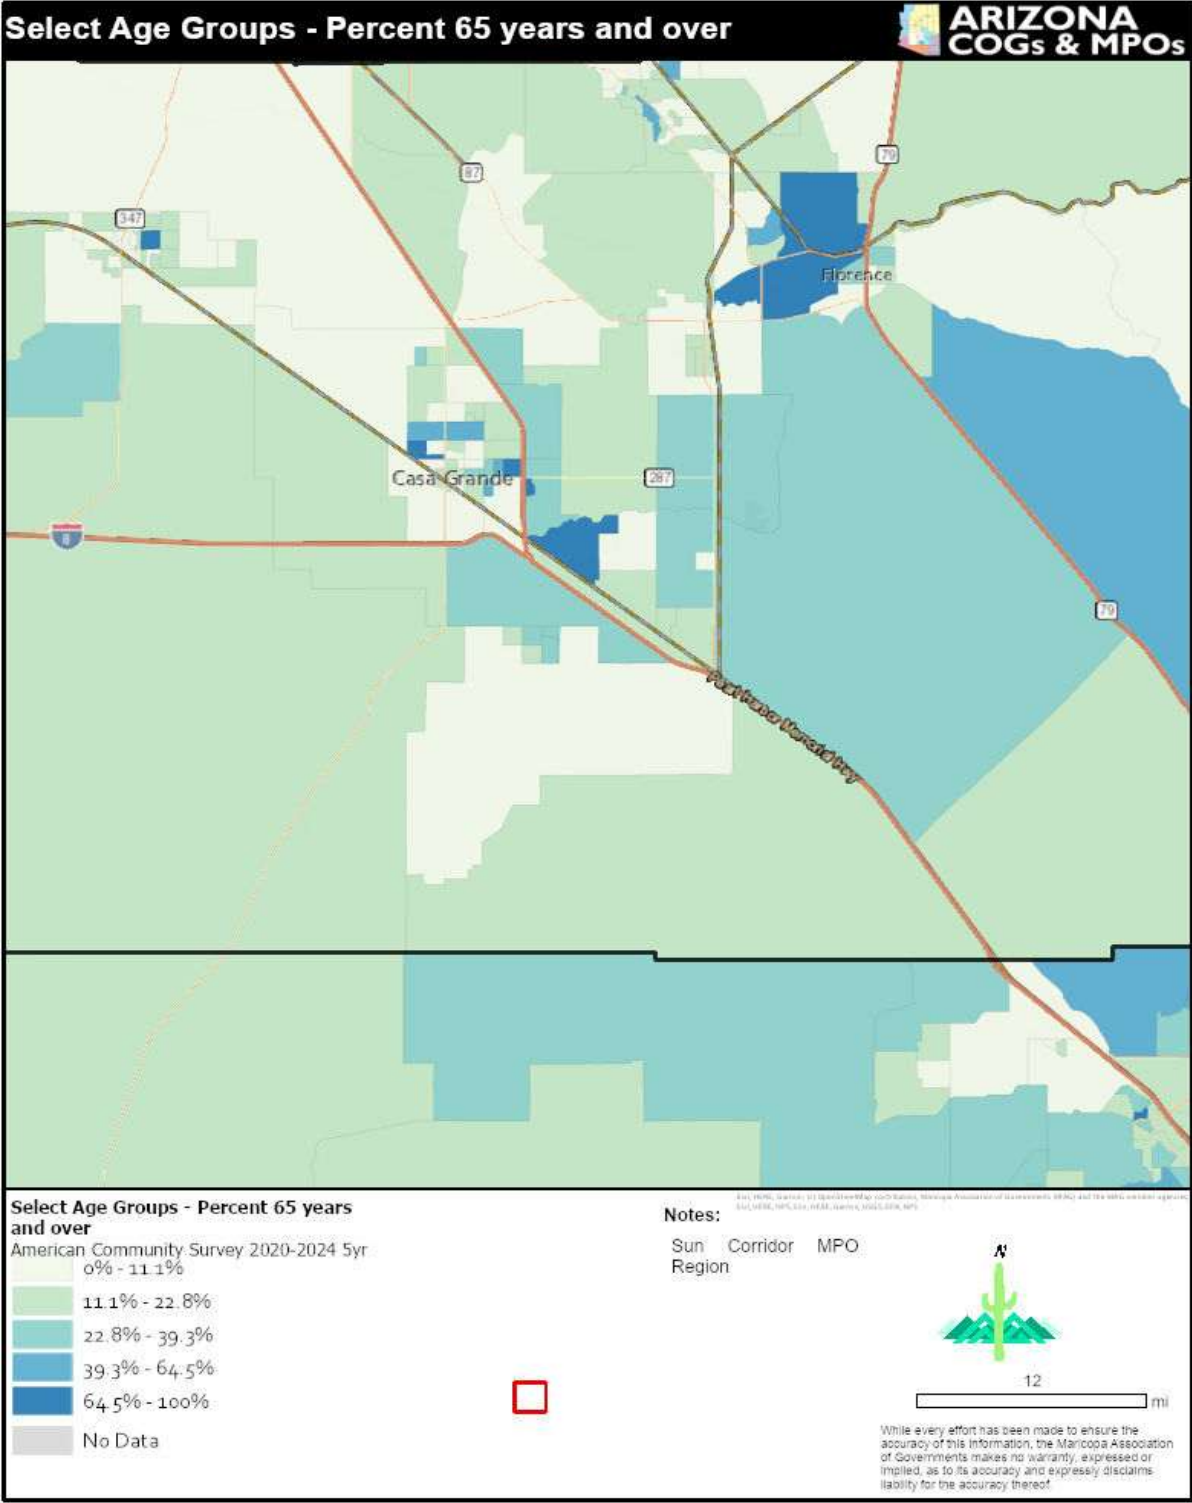 Select Age Groups - Percent 65 years and over
ARIZONA
COGs & MPOs
87
79
347
Florence
Casa Grande
287
8
79
Pearl Harbor Memorial Hwy
Select Age Groups - Percent 65 years
and over
American Community Survey 2020-2024 5yr
0% - 11.1%
11.1% - 22.8%
22.8% - 39.3%
39.3% - 64.5%
64.5% - 100%
No Data
Notes:
Sun Corridor MPO
Region
N
12
mi
While every effort has been made to ensure the
accuracy of this information, the Maricopa Association
of Governments makes no warranty, expressed or
implied, as to its accuracy and expressly disclaims
liability for the accuracy thereof.